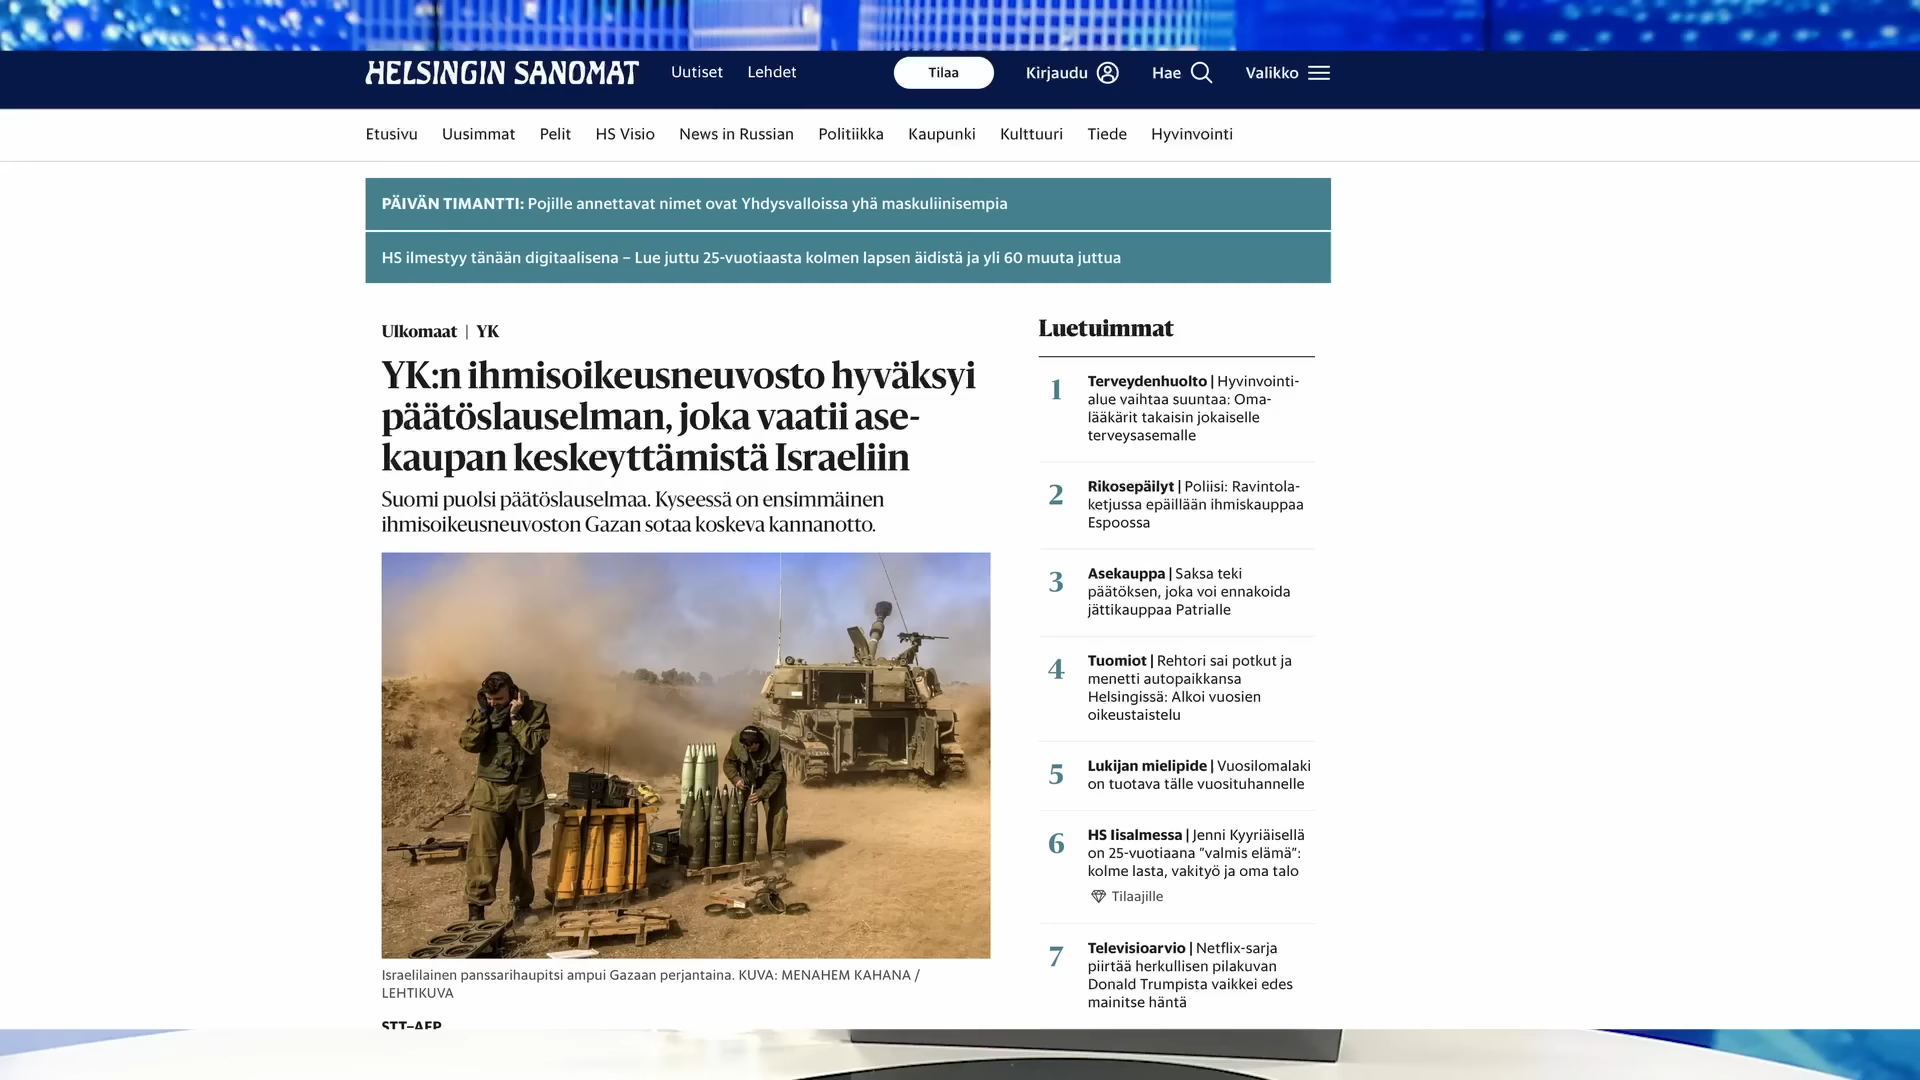 HELSINGIN SANOMAT
Uutiset
Lehdet
Tilaa
Kirjaudu
Hae
Valikko
Etusivu
Uusimmat
Pelit
HS Visio
News in Russian
Politiikka
Kaupunki
Kulttuuri
Tiede
Hyvinvointi
PÄIVÄN TIMANTTI: Pojille annettavat nimet ovat Yhdysvalloissa yhä maskuliinisempia
HS ilmestyy tänään digitaalisena – Lue juttu 25-vuotiaasta kolmen lapsen äidistä ja yli 60 muuta juttua
Ulkomaat | YK
YK:n ihmisoikeusneuvosto hyväksyi
päätöslauselman, joka vaatii ase-
kaupan keskeyttämistä Israeliin
Suomi puolsi päätöslauselmaa. Kyseessä on ensimmäinen
ihmisoikeusneuvoston Gazan sotaa koskeva kannanotto.
Israelilainen panssarihaupitsi ampui Gazaan perjantaina. KUVA: MENAHEM KAHANA /
LEHTIKUVA
STT–AFP
Luetuimmat
1
Terveydenhuolto | Hyvinvointi-
alue vaihtaa suuntaa: Oma-
lääkärit takaisin jokaiselle
terveysasemalle
2
Rikosepäilyt | Poliisi: Ravintola-
ketjussa epäillään ihmiskauppaa
Espoossa
3
Asekauppa | Saksa teki
päätöksen, joka voi ennakoida
jättikauppaa Patrialle
4
Tuomiot | Rehtori sai potkut ja
menetti autopaikkansa
Helsingissä: Alkoi vuosien
oikeustaistelu
5
Lukijan mielipide | Vuosilomalaki
on tuotava tälle vuosituhannelle
6
HS Iisalmessa | Jenni Kyyriäisellä
on 25-vuotiaana ”valmis elämä”:
kolme lasta, vakityö ja oma talo
Tilaajille
7
Televisioarvio | Netflix-sarja
piirtää herkullisen pilakuvan
Donald Trumpista vaikkei edes
mainitse häntä